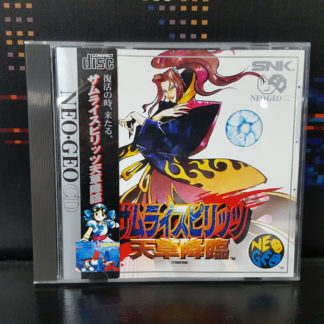 COMPACT
disc
復活の時、来たる。
サムライスピリッツ天草降臨
NEO・GEO CD
SNK
NEO・GEO CD
サムライスピリッツ
天草降臨
NEO
GEO